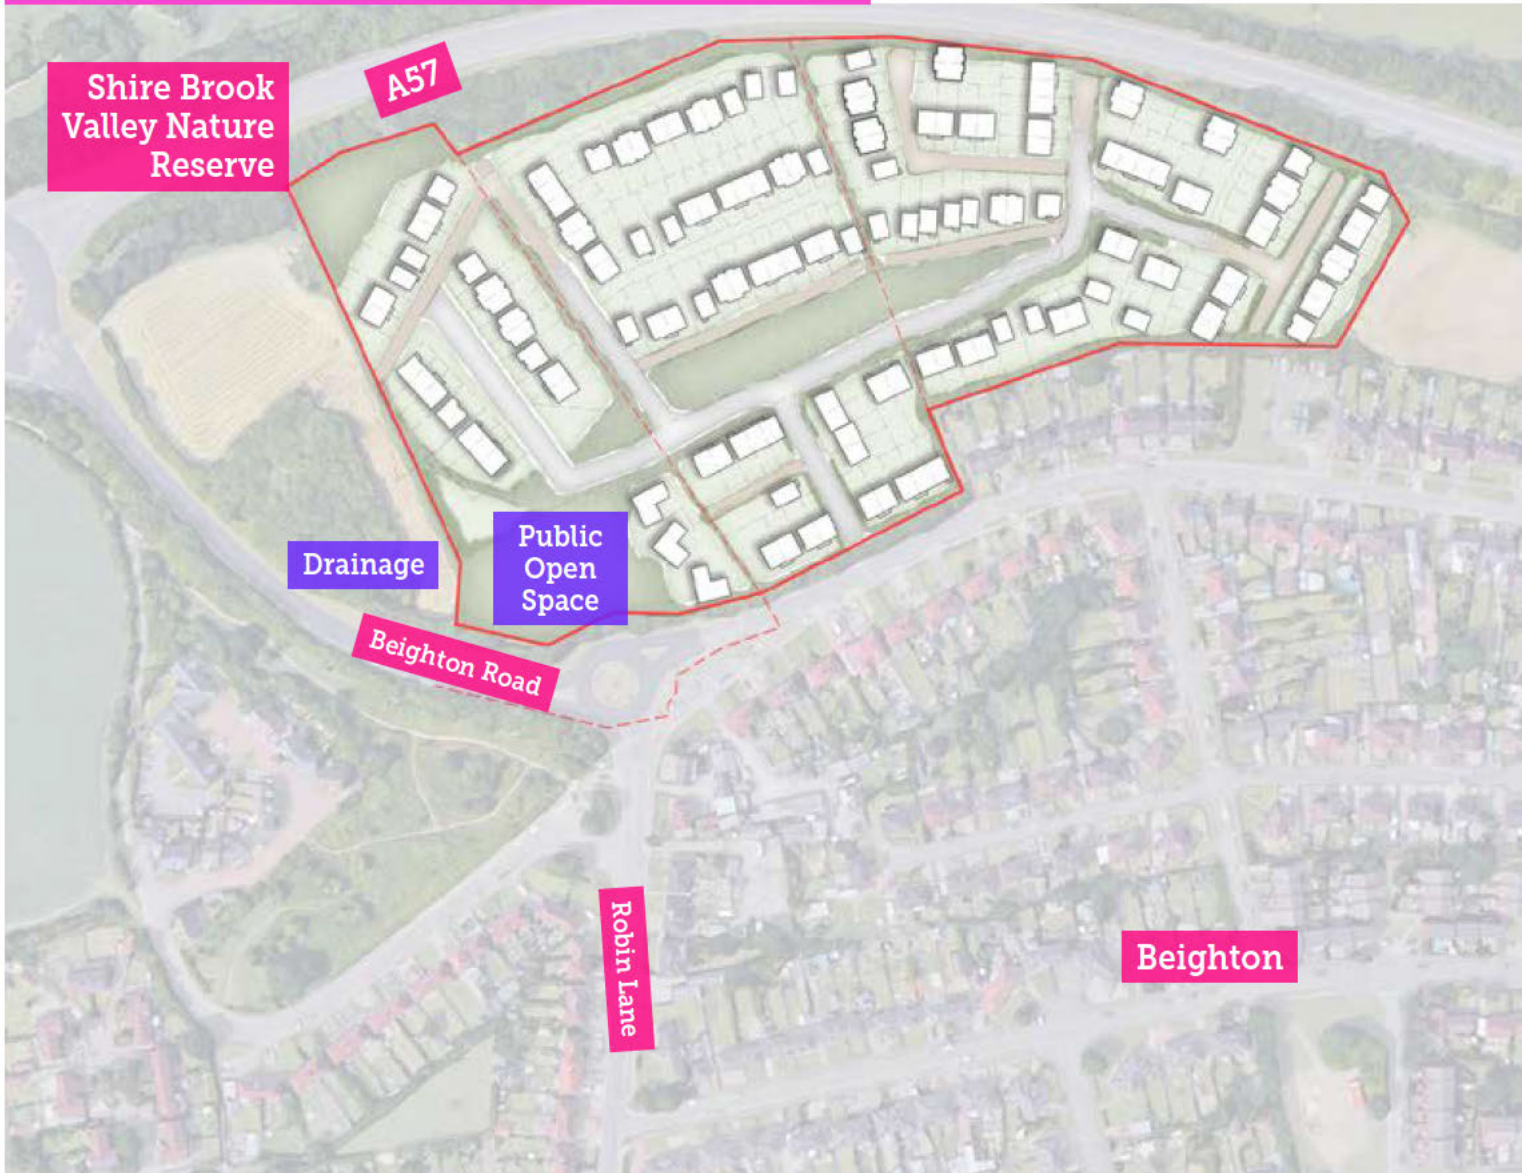 A57
Shire Brook
Valley Nature
Reserve
Public
Open
Space
Drainage
Beighton Road
Robin Lane
Beighton